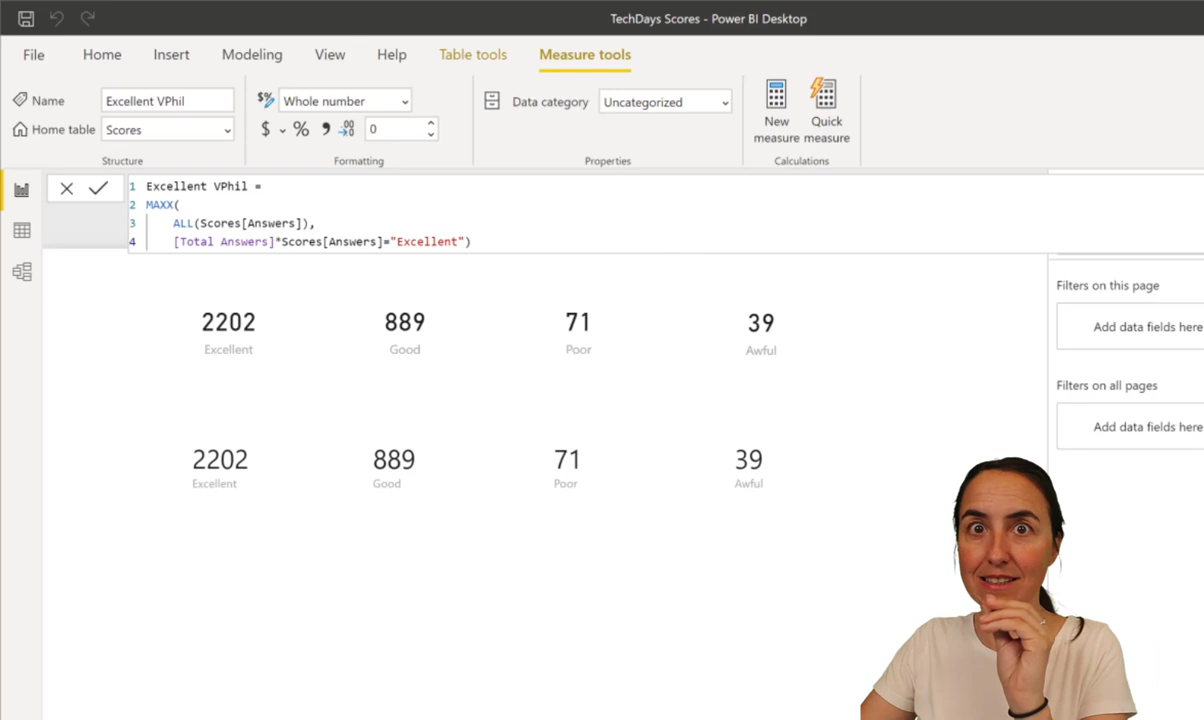 TechDays Scores - Power BI Desktop
File Home Insert Modeling View Help Table tools Measure tools
Name Excellent VPhil
Home table Scores
Structure
$% Whole number
$ % 9 .00 0
Formatting
Data category Uncategorized
Properties
New measure
Quick measure
Calculations
1 Excellent VPhil =
2 MAXX(
3 ALL(Scores[Answers]),
4 [Total Answers]*Scores[Answers]="Excellent")
2202 889 71 39
Excellent Good Poor Awful
2202 889 71 39
Excellent Good Poor Awful
Filters on this page
Add data fields here
Filters on all pages
Add data fields here